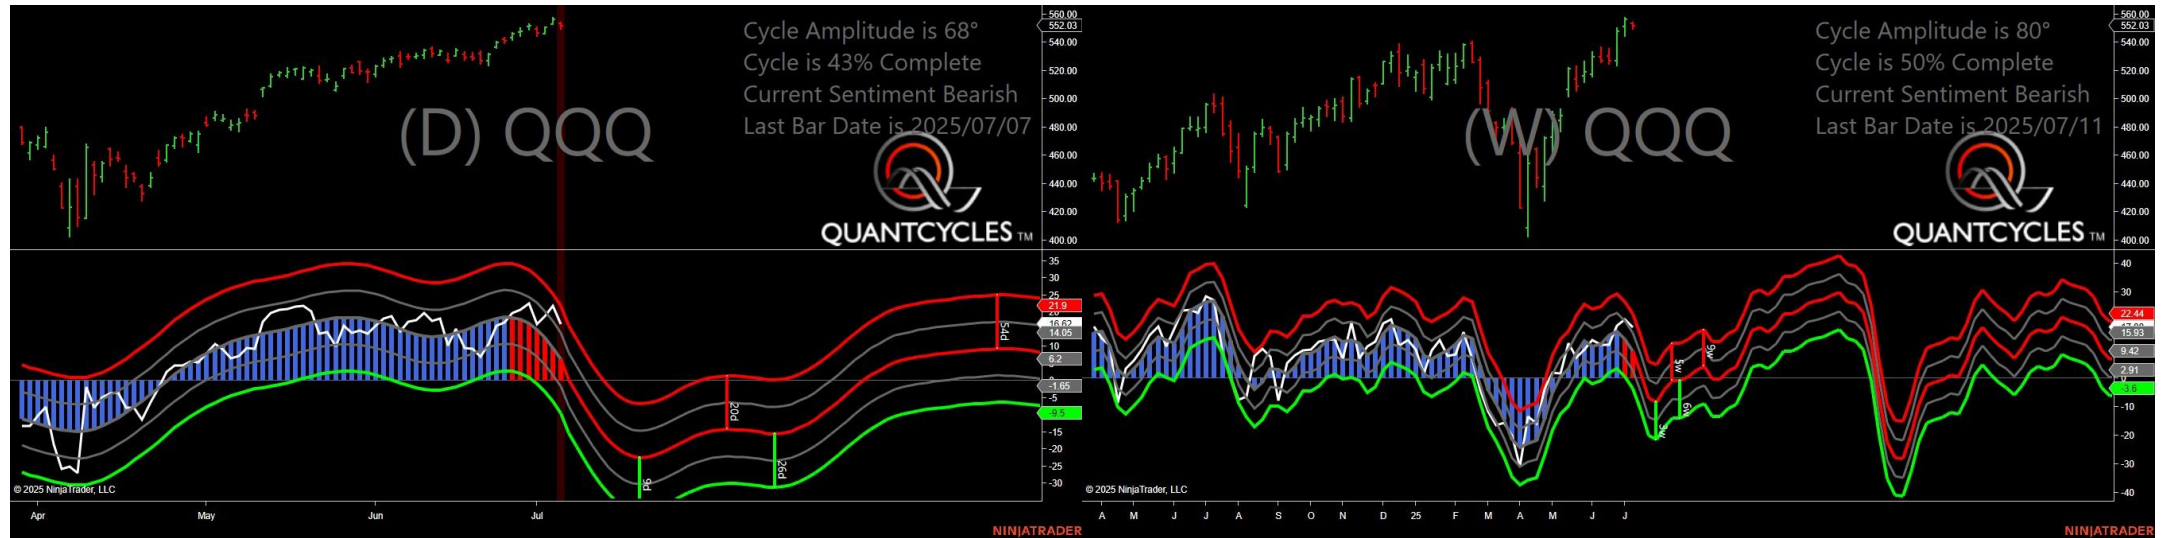 Cycle Amplitude is 68°
Cycle is 43% Complete
Current Sentiment Bearish
Last Bar Date is 2025/07/07
(D) QQQ
QUANTCYCLES TM
560.00
552.03
540.00
520.00
500.00
480.00
460.00
440.00
420.00
400.00
35
30
25
21.9
20
16.62
14.05
10
6.2
-1.65
-5
-9.5
-15
-20
-25
-30
54d
20d
26d
9d
© 2025 NinjaTrader, LLC
Apr May Jun Jul
NINJATRADER
Cycle Amplitude is 80°
Cycle is 50% Complete
Current Sentiment Bearish
Last Bar Date is 2025/07/11
(W) QQQ
QUANTCYCLES TM
560.00
552.03
540.00
520.00
500.00
480.00
460.00
440.00
420.00
400.00
40
30
22.44
15.93
9.42
2.91
0
-3.6
-10
-20
-30
-40
5w
9w
6w
3w
© 2025 NinjaTrader, LLC
A M J J A S O N D 25 F M A M J J
NINJATRADER